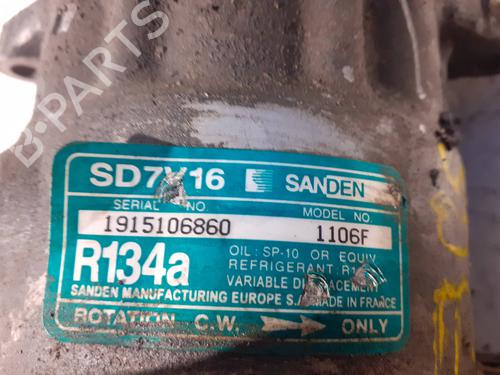 B-PARTS
SD7V16 SANDEN
SERIAL NO MODEL NO
1915106860 1106F
R134a
OIL: SP-10 OR EQUIV
REFRIGERANT
VARIABLE DISPLACEMENT
SANDEN MANUFACTURING EUROPE S.A. MADE IN FRANCE
ROTATION C.W. ONLY